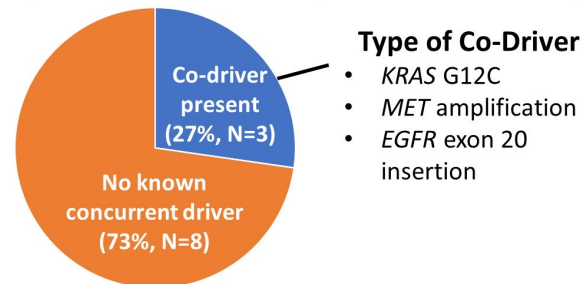 Co-driver
present
(27%, N=3)
No known
concurrent driver
(73%, N=8)
Type of Co-Driver
• KRAS G12C
• MET amplification
• EGFR exon 20
insertion